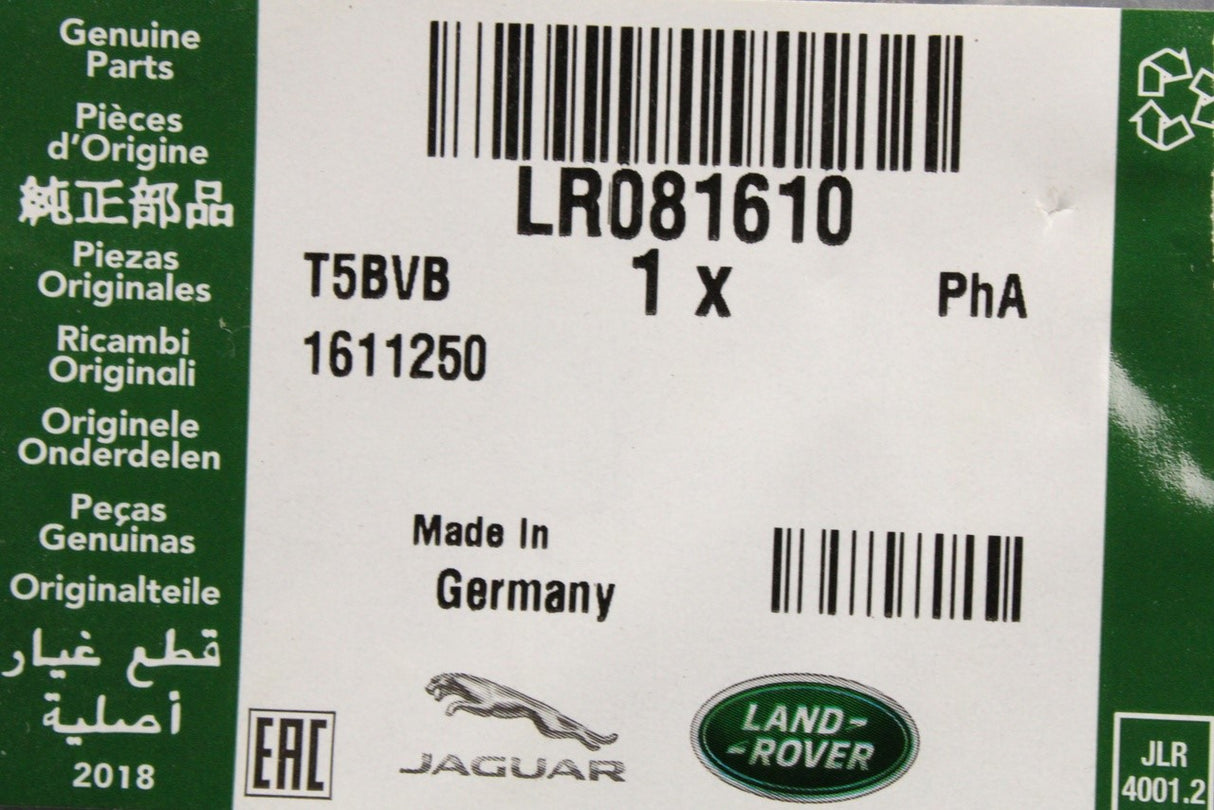 Genuine
Parts
Pièces
d'Origine
純正部品
Piezas
Originales
Ricambi
Originali
Originele
Onderdelen
Peças
Genuinas
Originalteile
قطع غيار
أصلية
2018
LR081610
T5BVB
1 x
PhA
1611250
Made In
Germany
EAC
JAGUAR
LAND-
-ROVER
JLR
4001.2